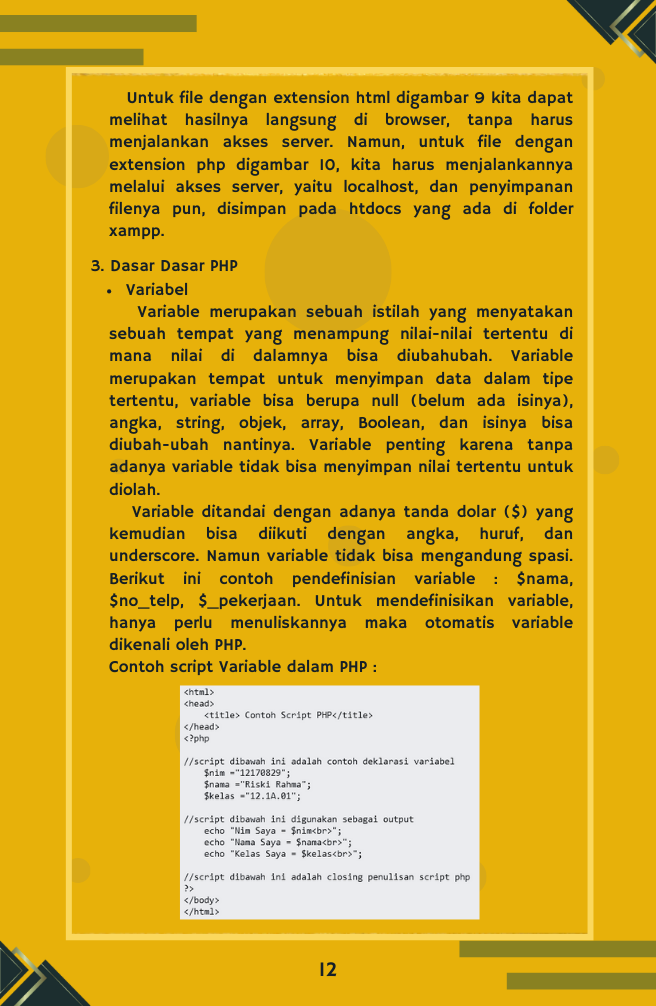 Untuk file dengan extension html digambar 9 kita dapat
melihat hasilnya langsung di browser, tanpa harus
menjalankan akses server. Namun, untuk file dengan
extension php digambar 10, kita harus menjalankannya
melalui akses server, yaitu localhost, dan penyimpanan
filenya pun, disimpan pada htdocs yang ada di folder
xampp.
3. Dasar Dasar PHP
• Variabel
Variable merupakan sebuah istilah yang menyatakan
sebuah tempat yang menampung nilai-nilai tertentu di
mana nilai di dalamnya bisa diubahubah. Variable
merupakan tempat untuk menyimpan data dalam tipe
tertentu, variable bisa berupa null (belum ada isinya),
angka, string, objek, array, Boolean, dan isinya bisa
diubah-ubah nantinya. Variable penting karena tanpa
adanya variable tidak bisa menyimpan nilai tertentu untuk
diolah.
Variable ditandai dengan adanya tanda dolar ($) yang
kemudian bisa diikuti dengan angka, huruf, dan
underscore. Namun variable tidak bisa mengandung spasi.
Berikut ini contoh pendefinisian variable : $nama,
$no_telp, $_pekerjaan. Untuk mendefinisikan variable,
hanya perlu menuliskannya maka otomatis variable
dikenali oleh PHP.
Contoh script Variable dalam PHP :
<html>
<head>
    <title> Contoh Script PHP</title>
</head>
<?php
//script dibawah ini adalah contoh deklarasi variabel
    $nim ="12170829";
    $nama ="Riski Rahma";
    $kelas ="12.1A.01";
//script dibawah ini digunakan sebagai output
    echo "Nim Saya = $nim<br>";
    echo "Nama Saya = $nama<br>";
    echo "Kelas Saya = $kelas<br>";
//script dibawah ini adalah closing penulisan script php
?>
</body>
</html>
12